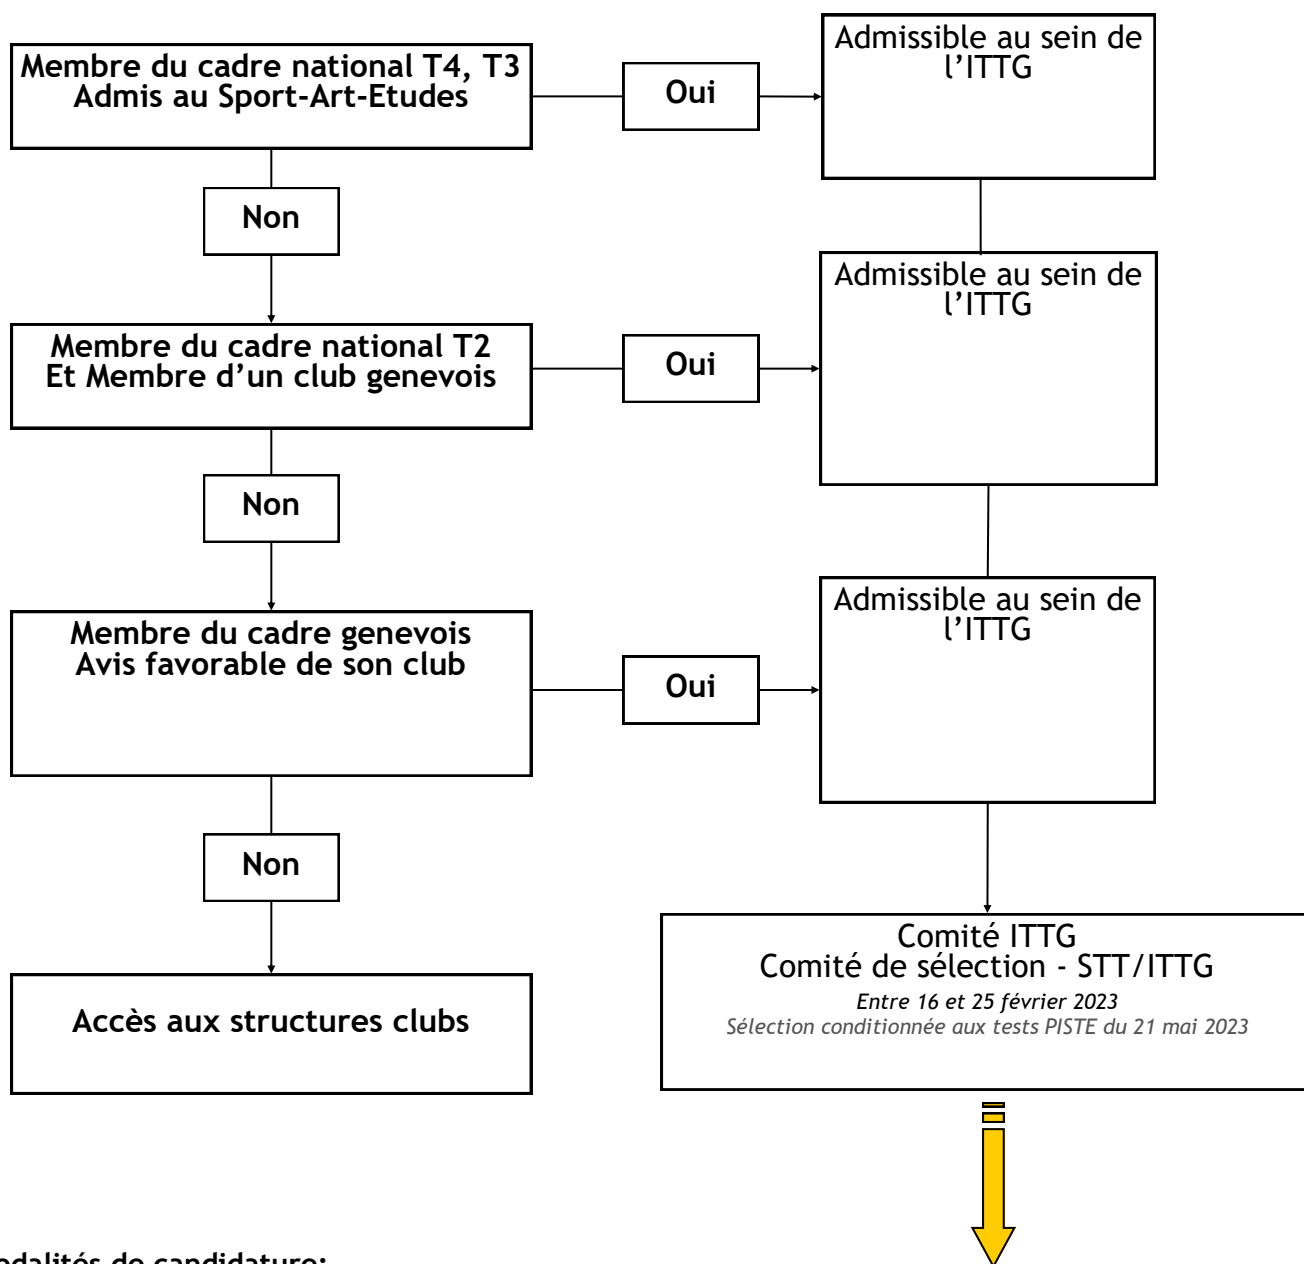 Membre du cadre national T4, T3
Admis au Sport-Art-Etudes
Oui
Admissible au sein de
l’ITTG
Non
Membre du cadre national T2
Et Membre d’un club genevois
Oui
Admissible au sein de
l’ITTG
Non
Membre du cadre genevois
Avis favorable de son club
Oui
Admissible au sein de
l’ITTG
Non
Accès aux structures clubs
Comité ITTG
Comité de sélection - STT/ITTG
Entre 16 et 25 février 2023
Sélection conditionnée aux tests PISTE du 21 mai 2023
de candidature: